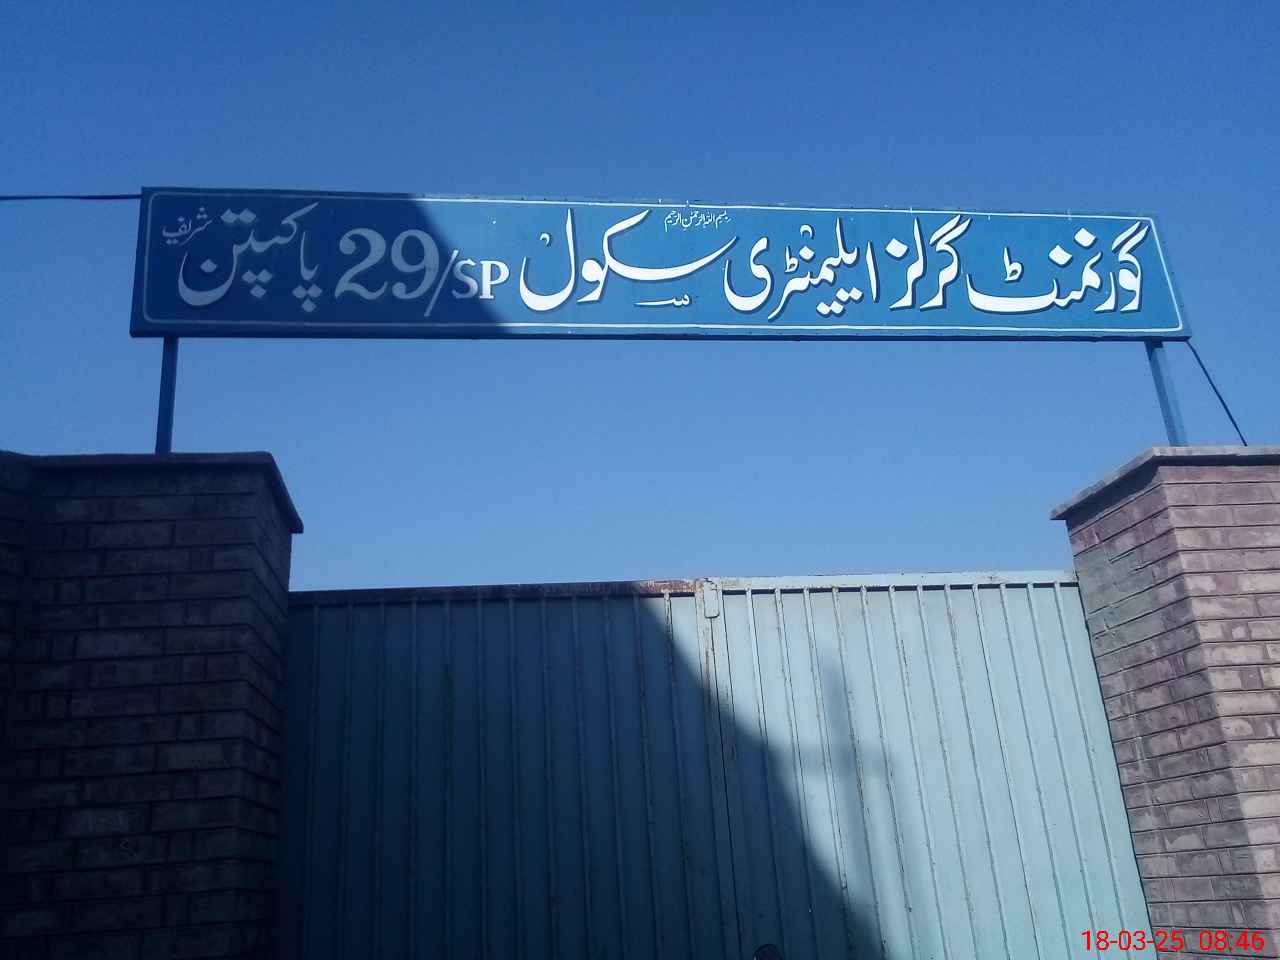 بسم اللہ الرحمن الرحیم
گورنمنٹ گرلز ایلیمنٹری سکول 29/SP پاکپتن شریف
18-03-25 08:46